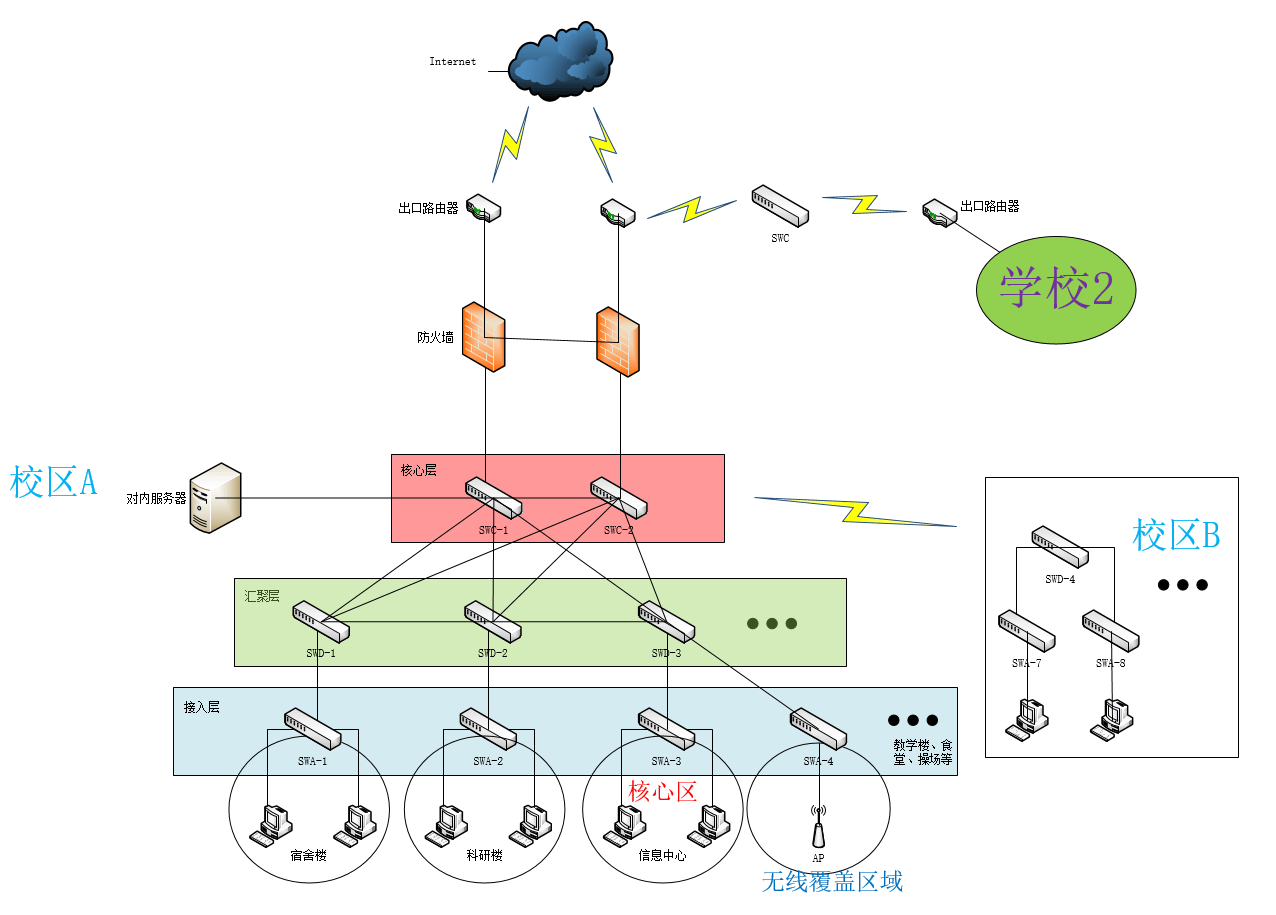 Internet
出口路由器
SWC
出口路由器
学校2
防火墙
核心层
校区A
对内服务器
SWC-1
SWC-2
校区B
SWD-4
汇聚层
SWD-1
SWD-2
SWD-3
SWA-7
SWA-8
接入层
教学楼、食
堂、操场等
SWA-1
SWA-2
SWA-3
SWA-4
核心区
宿舍楼
科研楼
信息中心
AP
无线覆盖区域